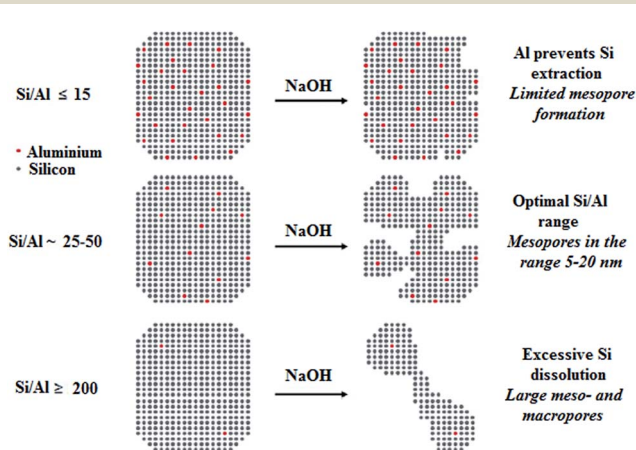 Si/Al ≤ 15
NaOH
Al prevents Si
extraction
Limited mesopore
formation
Aluminium
Silicon
Si/Al ~ 25-50
NaOH
Optimal Si/Al
range
Mesopores in the
range 5-20 nm
Si/Al ≥ 200
NaOH
Excessive Si
dissolution
Large meso- and
macropores